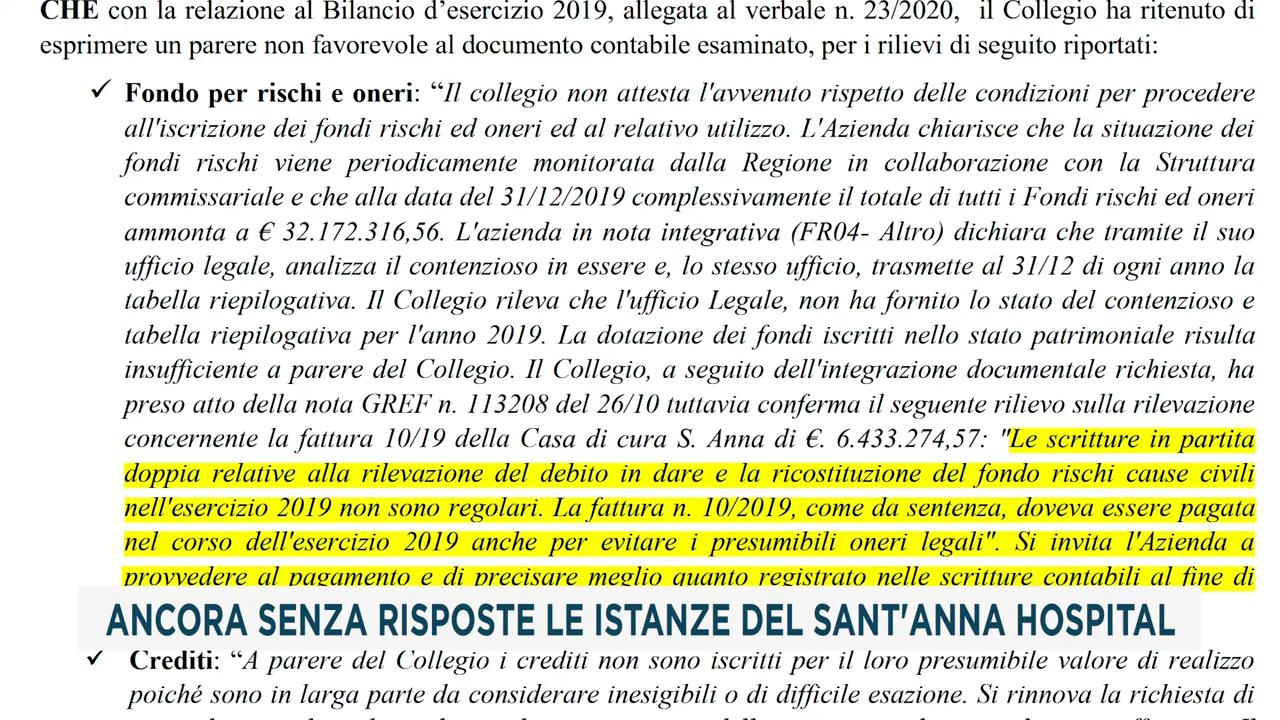 CHE con la relazione al Bilancio d’esercizio 2019, allegata al verbale n. 23/2020, il Collegio ha ritenuto di
esprimere un parere non favorevole al documento contabile esaminato, per i rilievi di seguito riportati:
✓ Fondo per rischi e oneri: “Il collegio non attesta l'avvenuto rispetto delle condizioni per procedere
all'iscrizione dei fondi rischi ed oneri ed al relativo utilizzo. L'Azienda chiarisce che la situazione dei
fondi rischi viene periodicamente monitorata dalla Regione in collaborazione con la Struttura
commissariale e che alla data del 31/12/2019 complessivamente il totale di tutti i Fondi rischi ed oneri
ammonta a € 32.172.316,56. L'azienda in nota integrativa (FR04- Altro) dichiara che tramite il suo
ufficio legale, analizza il contenzioso in essere e, lo stesso ufficio, trasmette al 31/12 di ogni anno la
tabella riepilogativa. Il Collegio rileva che l'ufficio Legale, non ha fornito lo stato del contenzioso e
tabella riepilogativa per l'anno 2019. La dotazione dei fondi iscritti nello stato patrimoniale risulta
insufficiente a parere del Collegio. Il Collegio, a seguito dell'integrazione documentale richiesta, ha
preso atto della nota GREF n. 113208 del 26/10 tuttavia conferma il seguente rilievo sulla rilevazione
concernente la fattura 10/19 della Casa di cura S. Anna di €. 6.433.274,57: "Le scritture in partita
doppia relative alla rilevazione del debito in dare e la ricostituzione del fondo rischi cause civili
nell'esercizio 2019 non sono regolari. La fattura n. 10/2019, come da sentenza, doveva essere pagata
nel corso dell'esercizio 2019 anche per evitare i presumibili oneri legali". Si invita l'Azienda a
provvedere al pagamento e di precisare meglio quanto registrato nelle scritture contabili al fine di
ANCORA SENZA RISPOSTE LE ISTANZE DEL SANT'ANNA HOSPITAL
✓ Crediti: “A parere del Collegio i crediti non sono iscritti per il loro presumibile valore di realizzo
poiché sono in larga parte da considerare inesigibili o di difficile esazione. Si rinnova la richiesta di